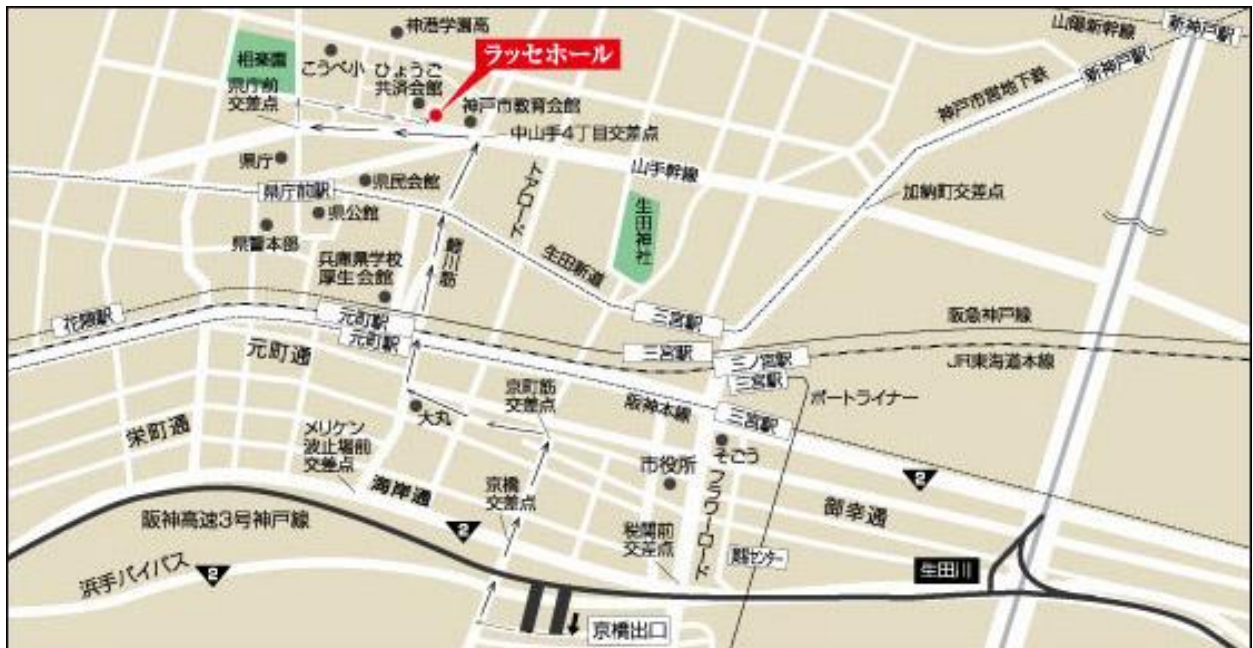 神港学園高
山陽新幹線
新神戸駅
相楽園
こうべ小
ひょうご
共済会館
ラッセホール
新神戸駅
県庁前
交差点
神戸市教育会館
神戸市営地下鉄
中山手4丁目交差点
県庁
県民会館
トアロード
山手幹線
県庁前駅
加納町交差点
県公館
生田神社
県警本部
兵庫県学校
厚生会館
鯉川筋
生田新道
花隈駅
元町駅
元町駅
三宮駅
阪急神戸線
元町通
三宮駅
三ノ宮駅
三宮駅
JR東海道本線
京町筋
交差点
阪神本線
三宮駅
ポートライナー
大丸
栄町通
メリケン
波止場前
交差点
そごう
市役所
2
海岸通
京橋
交差点
フラワーロード
御幸通
阪神高速3号神戸線
2
税関前
交差点
浜手バイパス
2
生田川
京橋出口